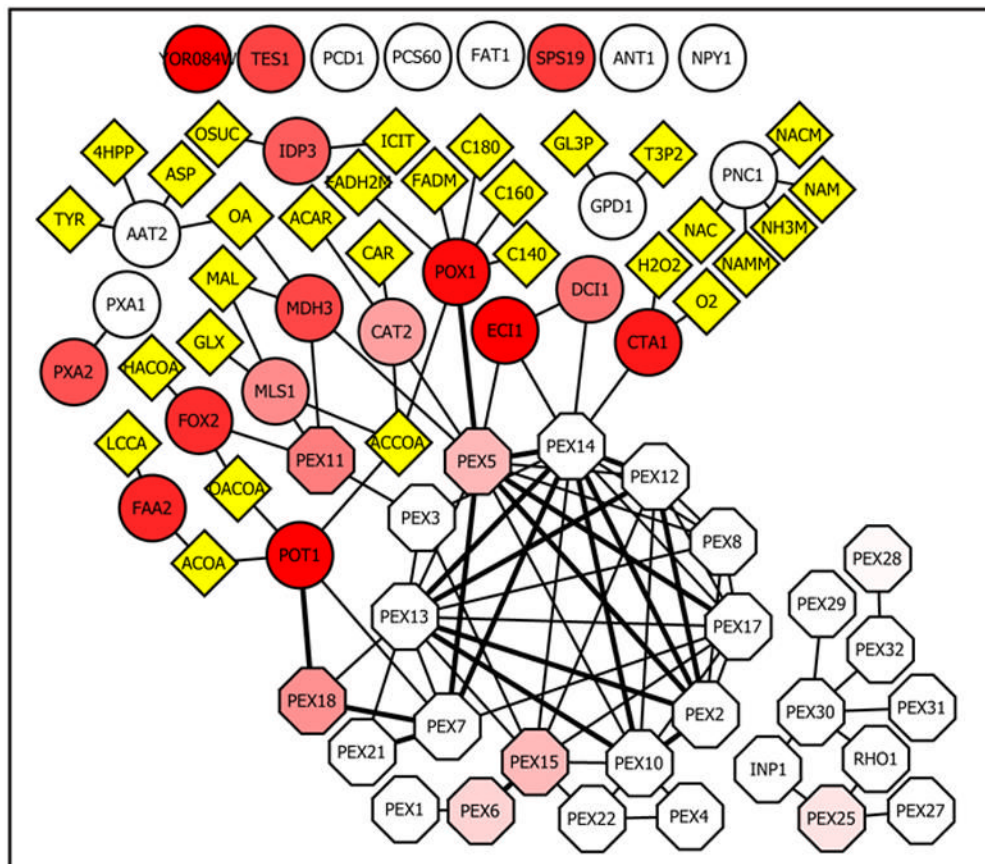 YOR084W TES1 PCD1 PCS60 FAT1 SPS19 ANT1 NPY1
4HPP OSUC IDP3 ICIT C180 GL3P T3P2 NACM
ASP FADH2M FADM C160 PNC1 NAM
TYR AAT2 OA ACAR GPD1 NAC NH3M
CAR C140 H2O2 NAMM
MAL POX1 DCI1 O2
PXA1 MDH3 CAT2 ECI1 CTA1
GLX
PXA2 HACOA MLS1
FOX2 ACCOA PEX14
LCCA PEX11 PEX5 PEX12
OACOA
FAA2 PEX3 PEX8
ACOA POT1 PEX28
PEX13 PEX17 PEX29
PEX32
PEX18 PEX7 PEX2 PEX30 PEX31
PEX21 PEX15 PEX10 INP1 RHO1
PEX1 PEX6 PEX22 PEX4 PEX25 PEX27